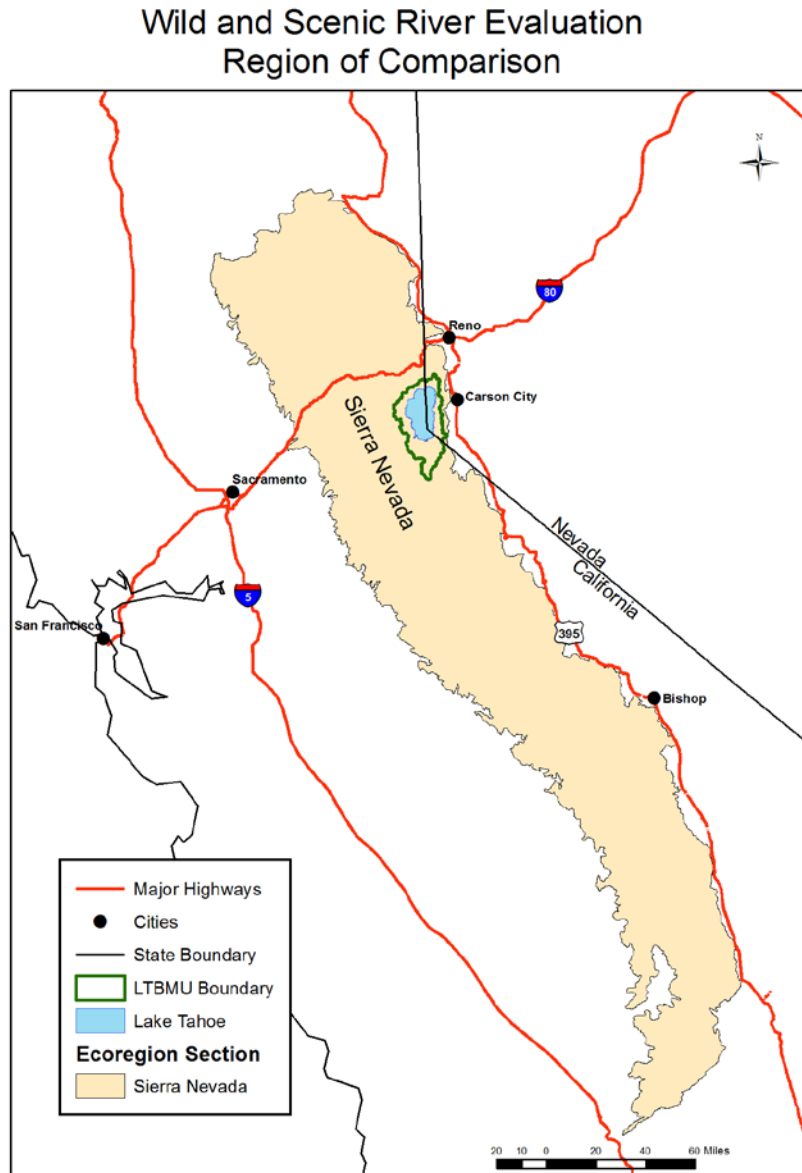 Wild and Scenic River Evaluation
Region of Comparison
N
80
Reno
Carson City
Sierra Nevada
Sacramento
Nevada
California
5
San Francisco
395
Bishop
Major Highways
Cities
State Boundary
LTBMU Boundary
Lake Tahoe
Ecoregion Section
Sierra Nevada
20 10 0 20 40 60 Miles